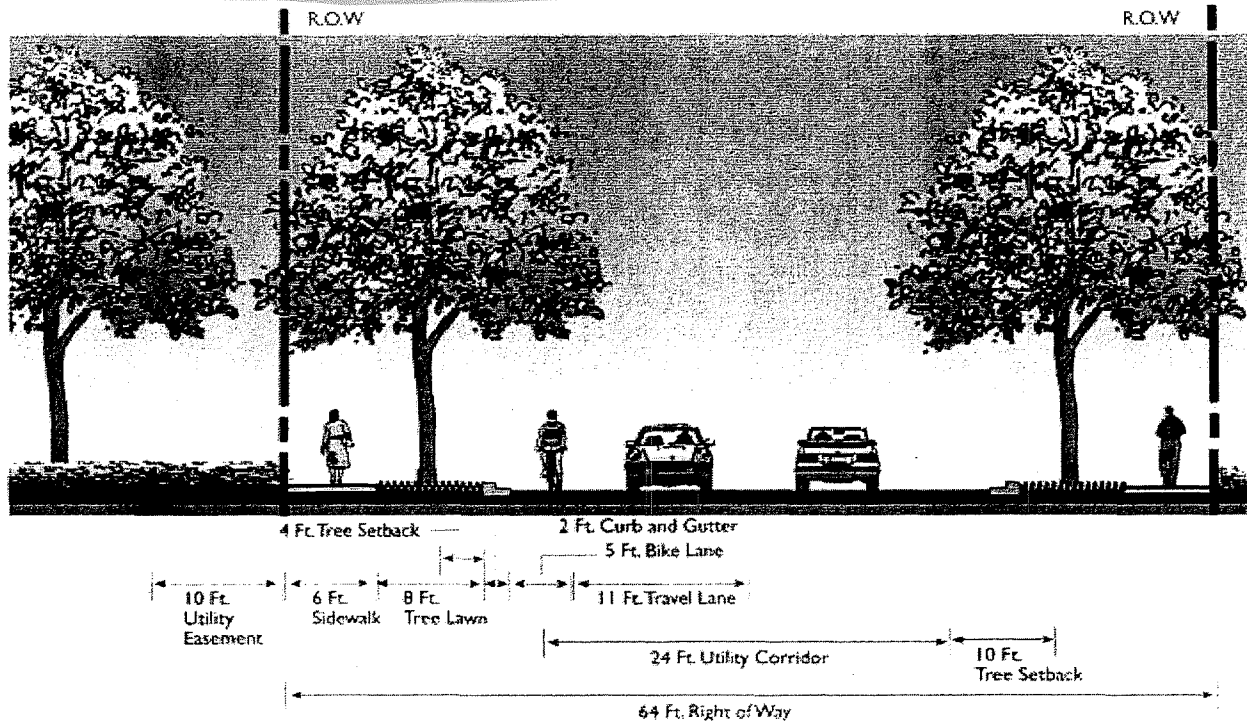 R.O.W
R.O.W
4 Ft. Tree Setback
2 Ft. Curb and Gutter
5 Ft. Bike Lane
10 Ft.
Utility
Easement
6 Ft.
Sidewalk
8 Ft.
Tree Lawn
11 Ft. Travel Lane
24 Ft. Utility Corridor
10 Ft.
Tree Setback
64 Ft. Right of Way